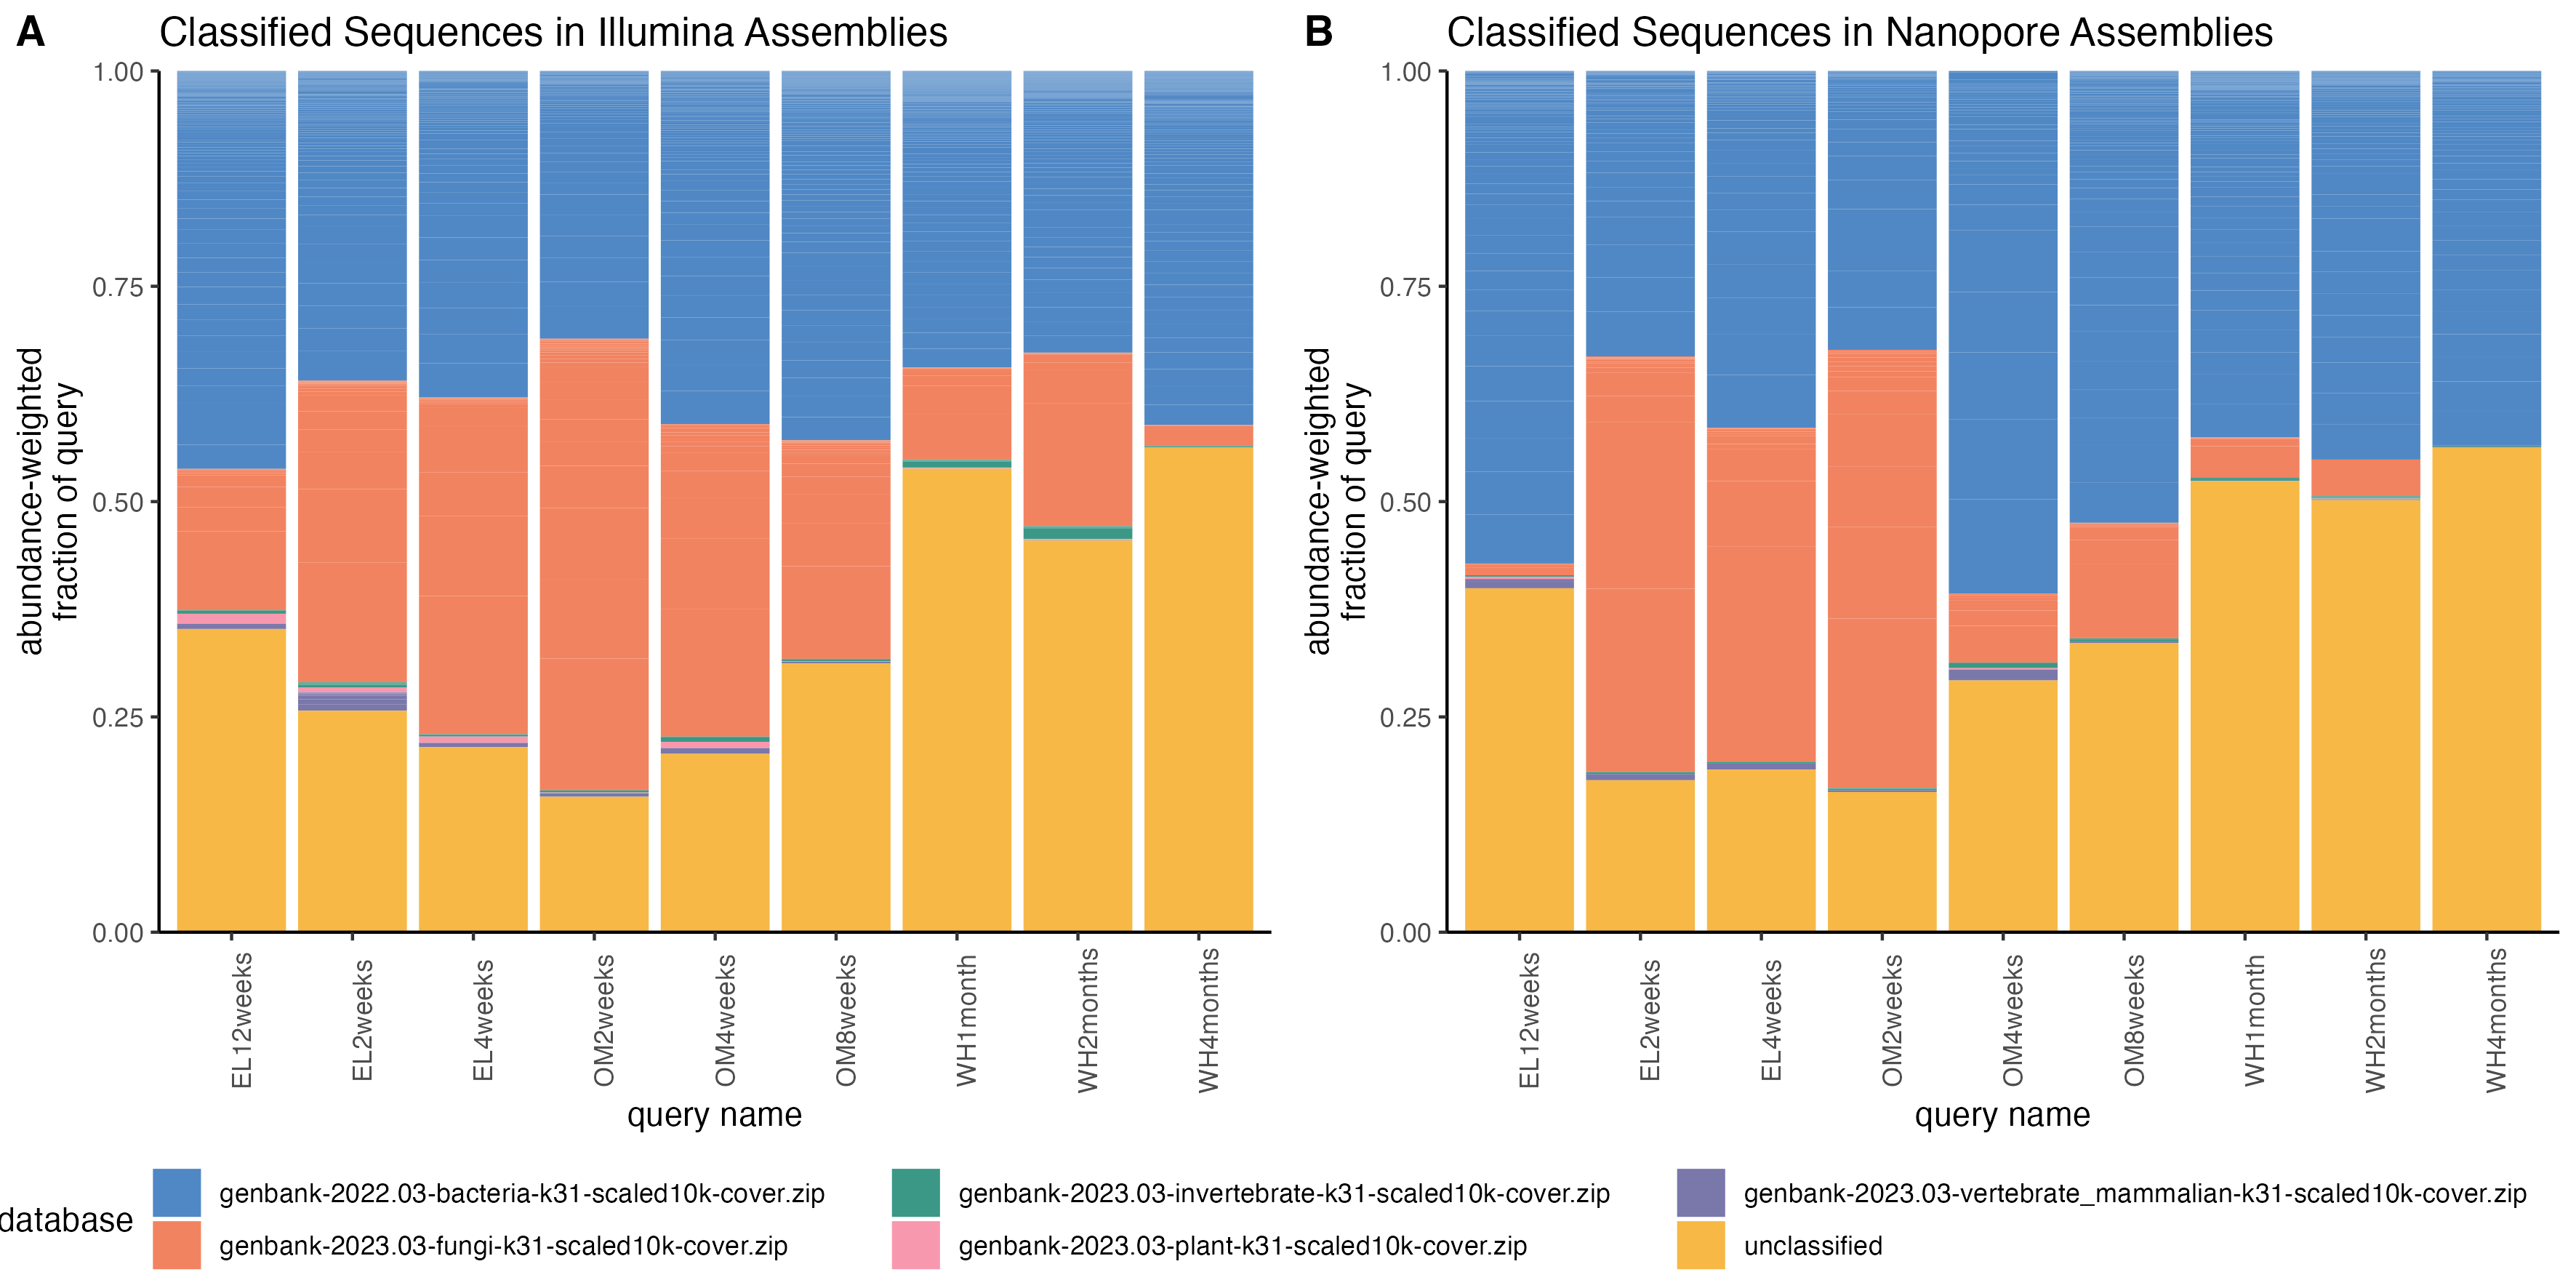 A
Classified Sequences in Illumina Assemblies
abundance-weighted
fraction of query
1.00
0.75
0.50
0.25
0.00
EL12weeks
EL2weeks
EL4weeks
OM2weeks
OM4weeks
OM8weeks
WH1month
WH2months
WH4months
query name
B
Classified Sequences in Nanopore Assemblies
abundance-weighted
fraction of query
1.00
0.75
0.50
0.25
0.00
EL12weeks
EL2weeks
EL4weeks
OM2weeks
OM4weeks
OM8weeks
WH1month
WH2months
WH4months
query name
database
genbank-2022.03-bacteria-k31-scaled10k-cover.zip
genbank-2023.03-fungi-k31-scaled10k-cover.zip
genbank-2023.03-invertebrate-k31-scaled10k-cover.zip
genbank-2023.03-plant-k31-scaled10k-cover.zip
genbank-2023.03-vertebrate_mammalian-k31-scaled10k-cover.zip
unclassified